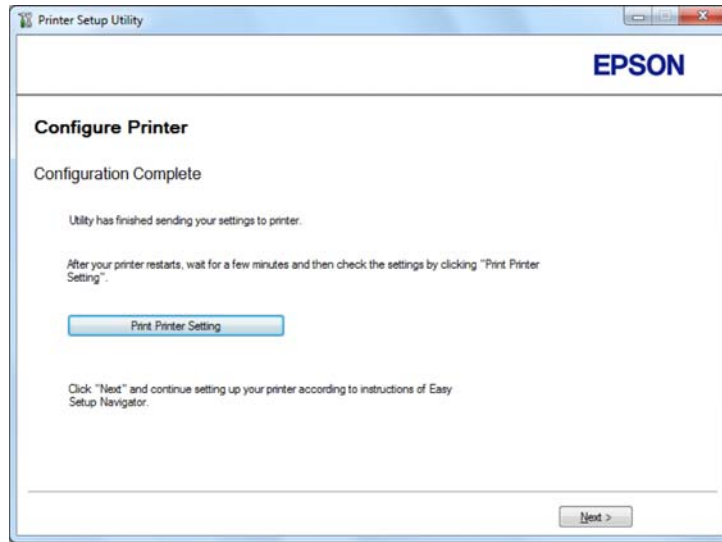 Printer Setup Utility
EPSON
Configure Printer
Configuration Complete
Utility has finished sending your settings to printer.
After your printer restarts, wait for a few minutes and then check the settings by clicking "Print Printer
Setting".
Print Printer Setting
Click "Next" and continue setting up your printer according to instructions of Easy
Setup Navigator.
Next >